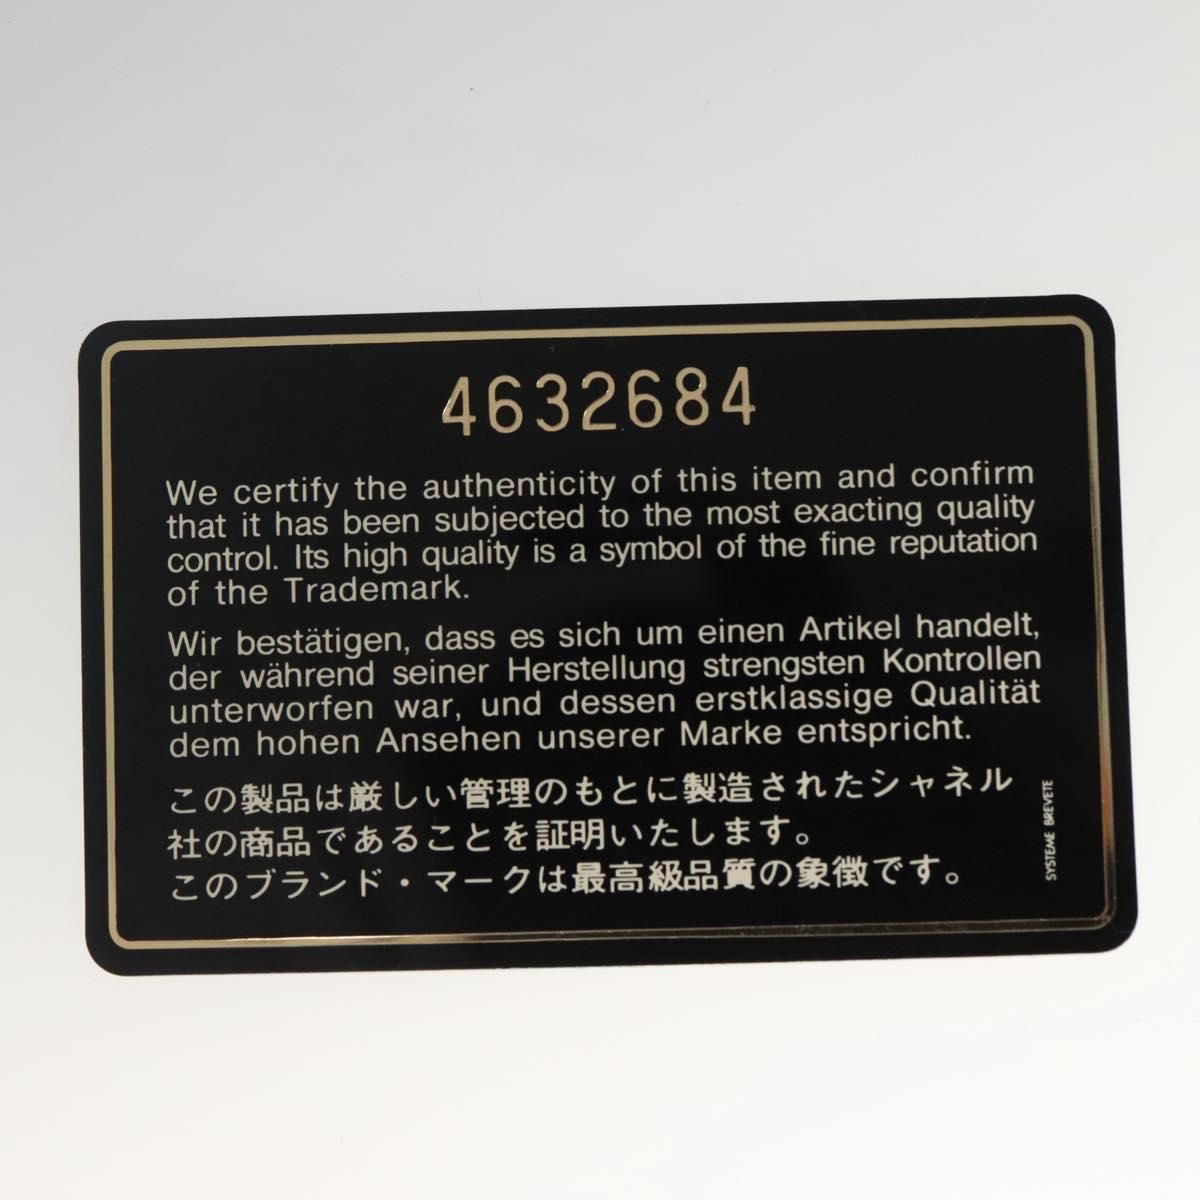 4632684
We certify the authenticity of this item and confirm
that it has been subjected to the most exacting quality
control. Its high quality is a symbol of the fine reputation
of the Trademark.
Wir bestätigen, dass es sich um einen Artikel handelt,
der während seiner Herstellung strengsten Kontrollen
unterworfen war, und dessen erstklassige Qualität
dem hohen Ansehen unserer Marke entspricht.
この製品は厳しい管理のもとに製造されたシャネル
社の商品であることを証明いたします。
このブランド・マークは最高級品質の象徴です。
SYSTEME BREVETE